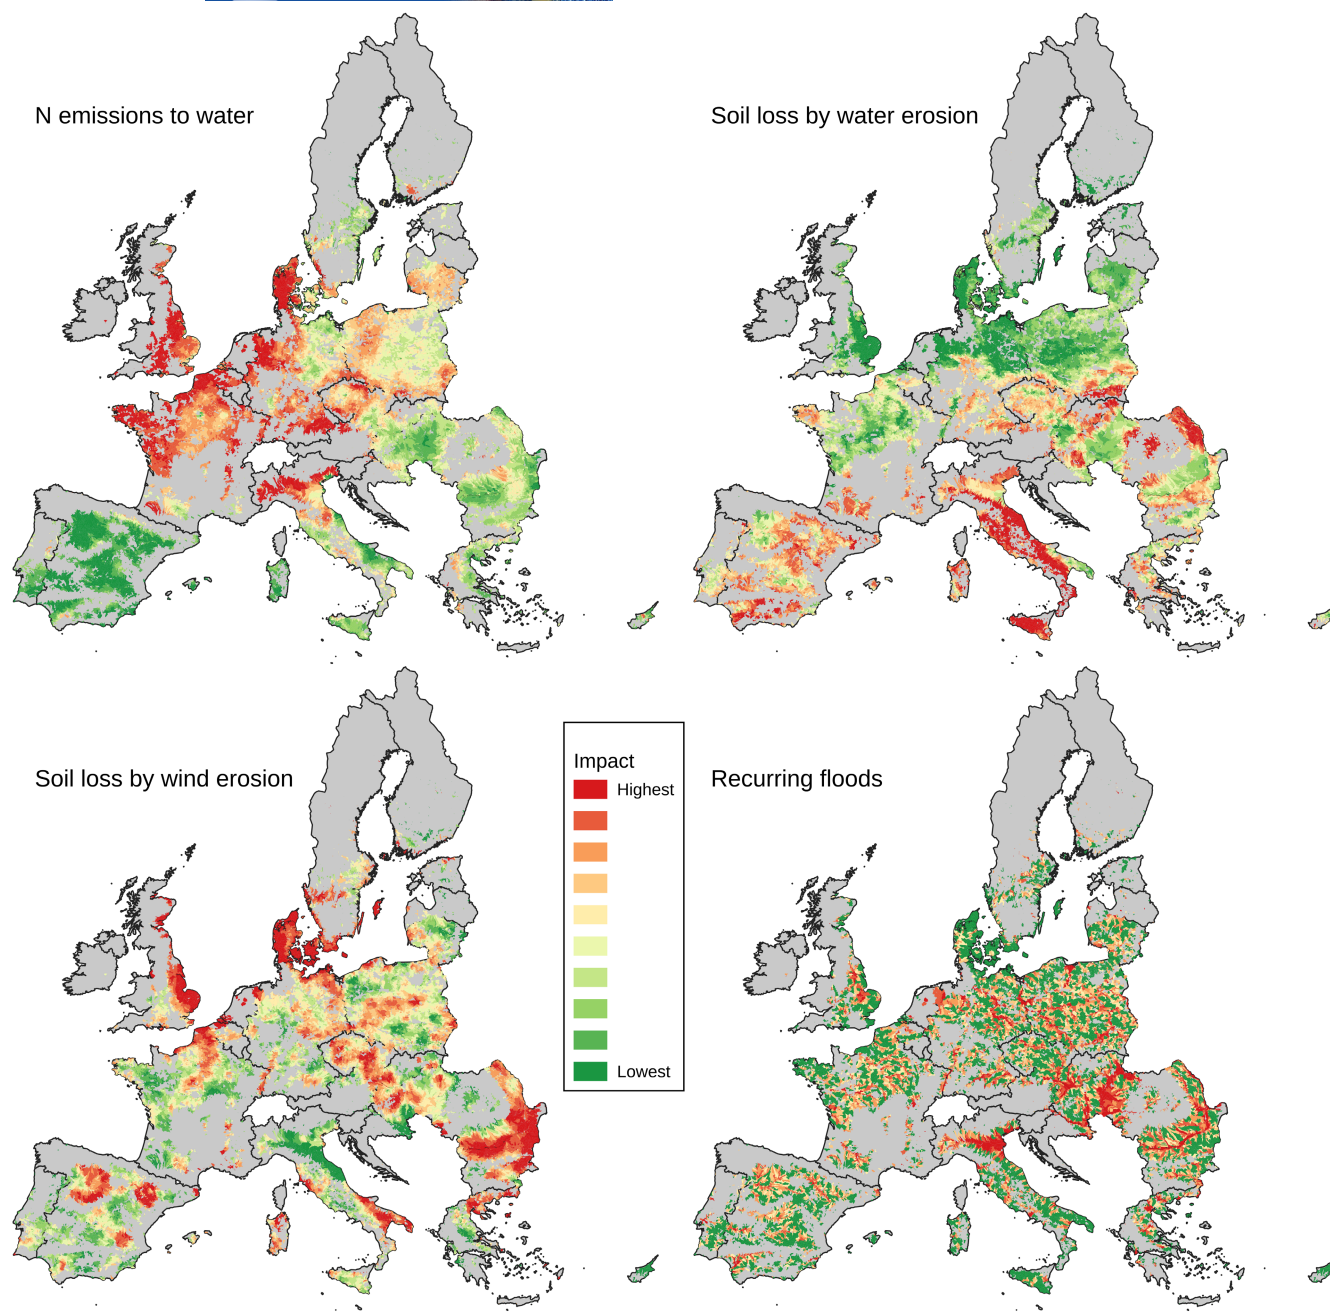 N emissions to water
Soil loss by water erosion
Soil loss by wind erosion
Impact
Highest
Lowest
Recurring floods